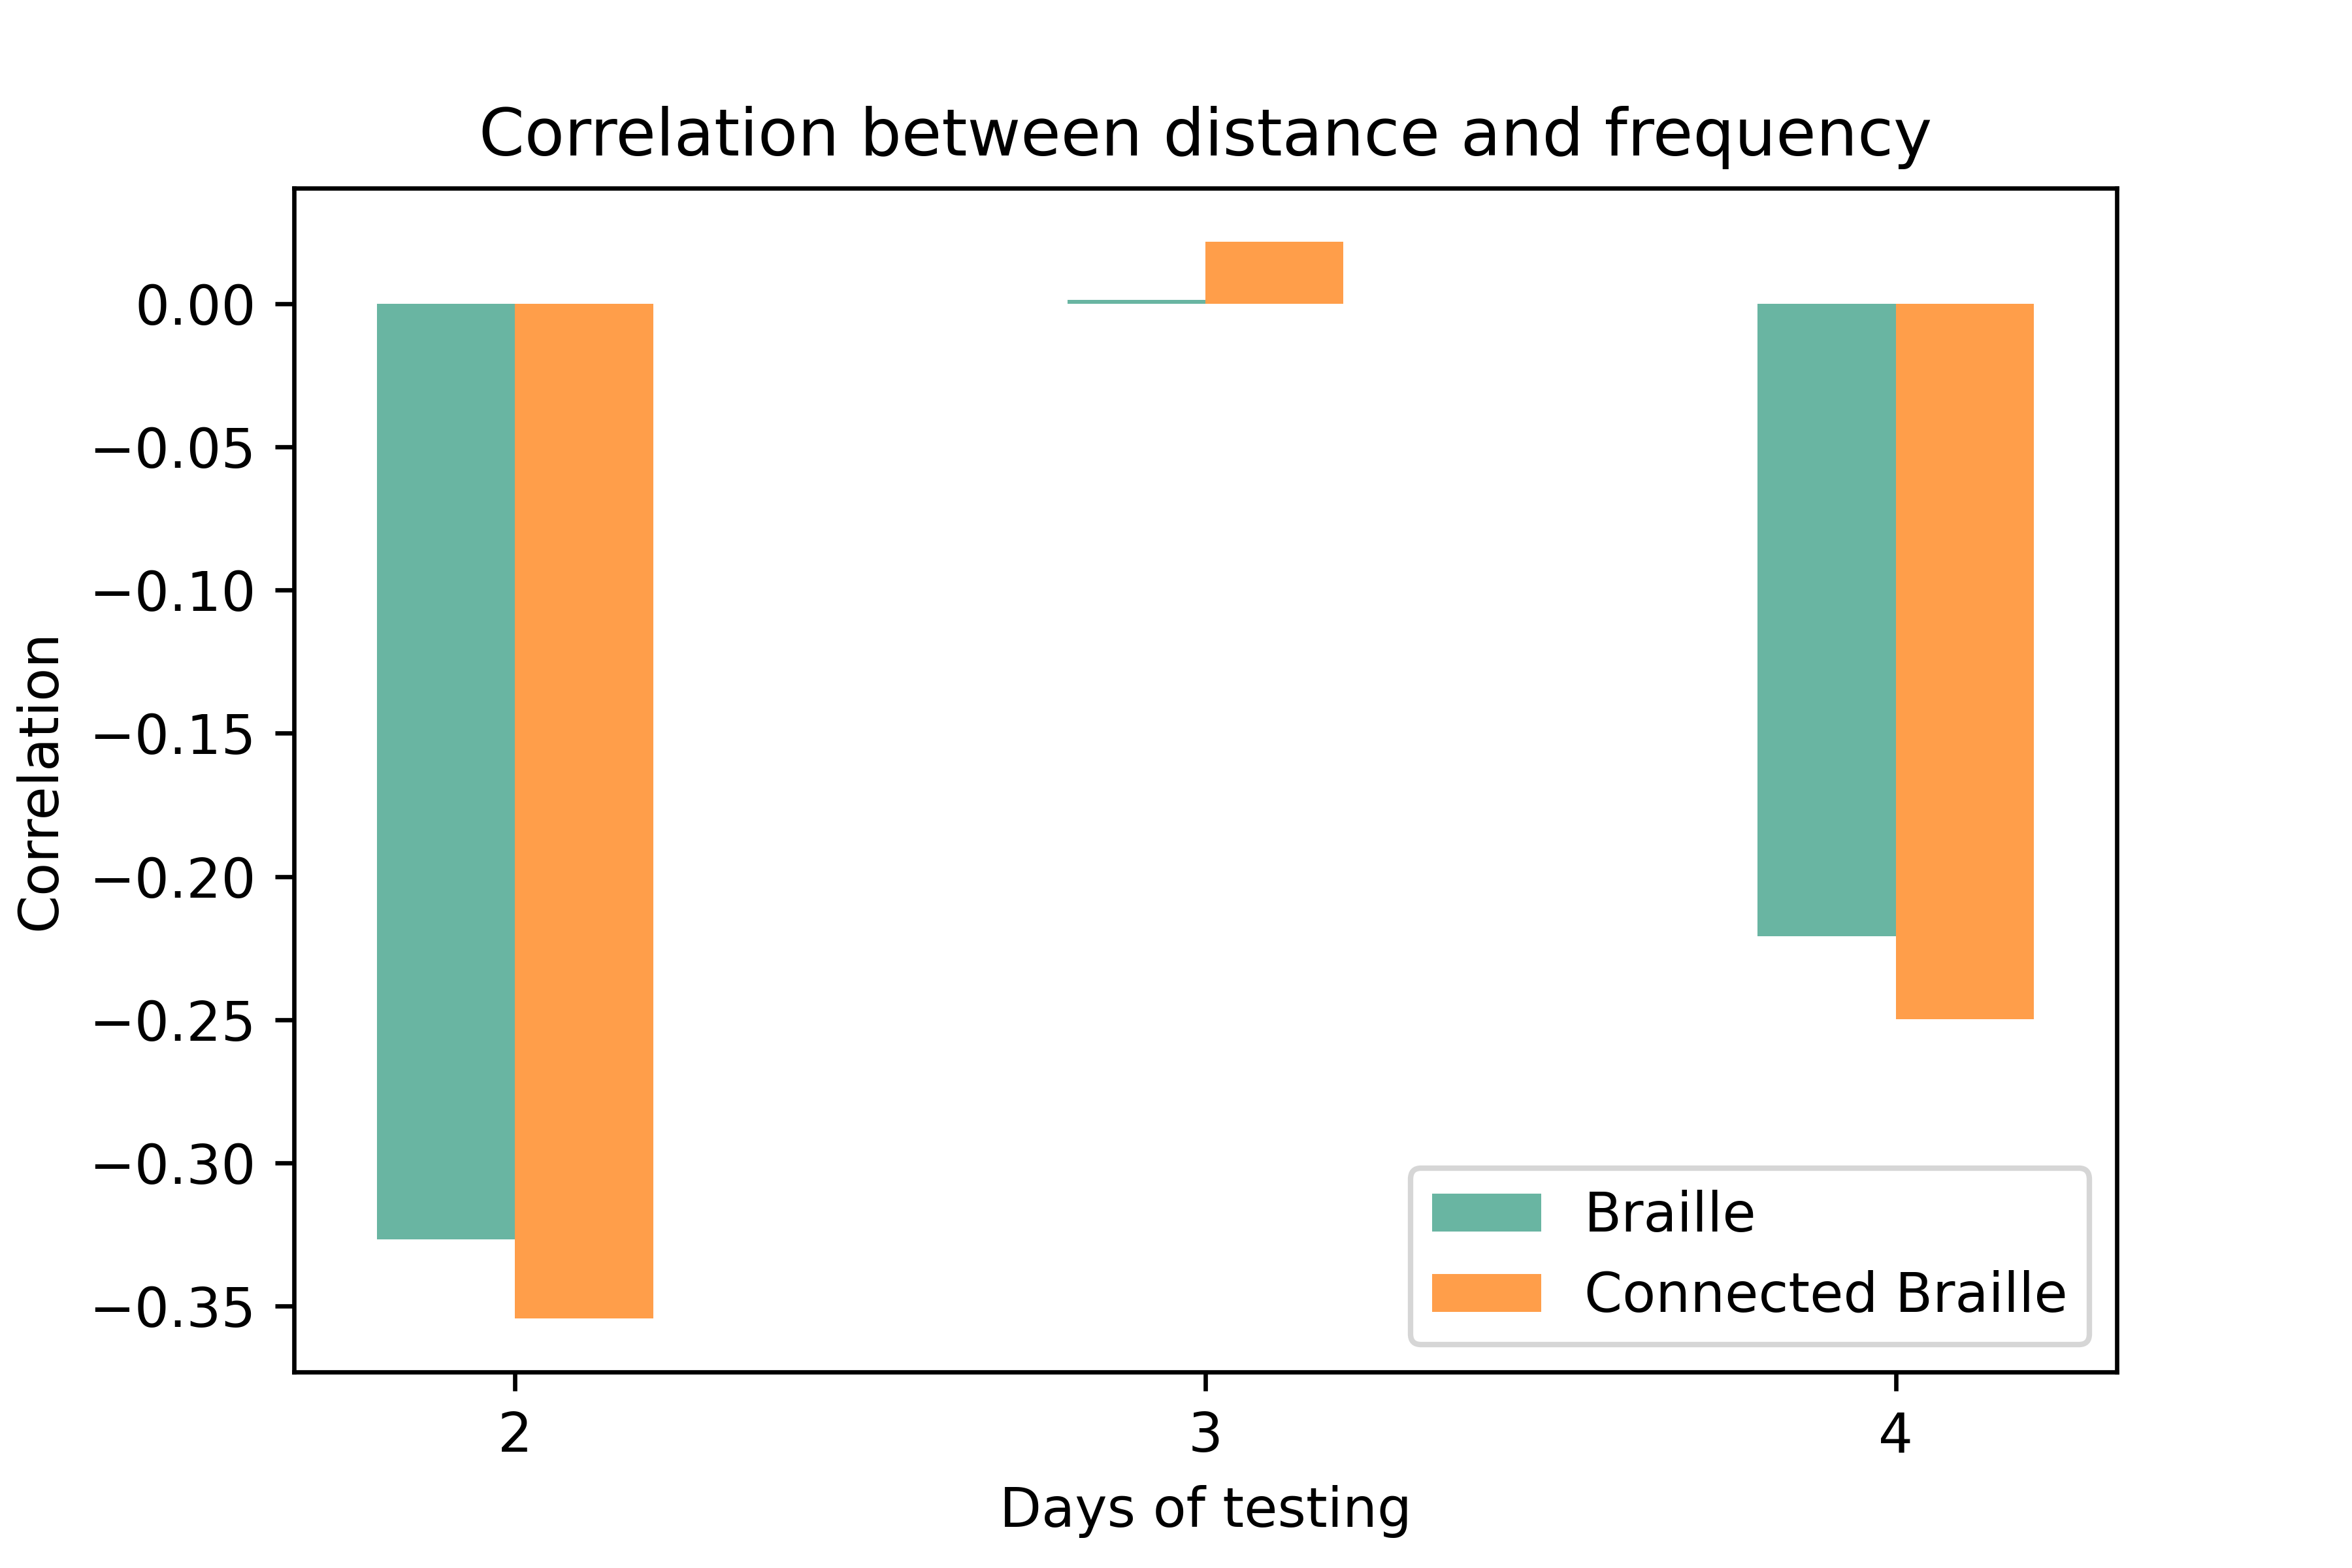 Correlation between distance and frequency
0.00
−0.05
−0.10
−0.15
−0.20
−0.25
−0.30
−0.35
Correlation
Braille
Connected Braille
2 3 4
Days of testing